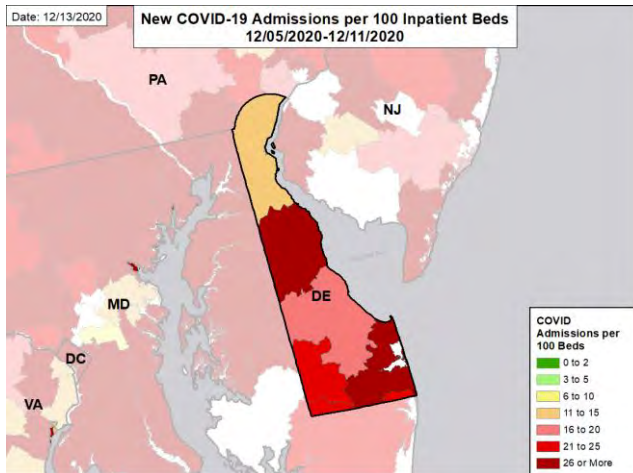 Date: 12/13/2020
New COVID-19 Admissions per 100 Inpatient Beds
12/05/2020-12/11/2020
PA
NJ
MD
DE
DC
VA
COVID
Admissions per
100 Beds
0 to 2
3 to 5
6 to 10
11 to 15
16 to 20
21 to 25
26 or More